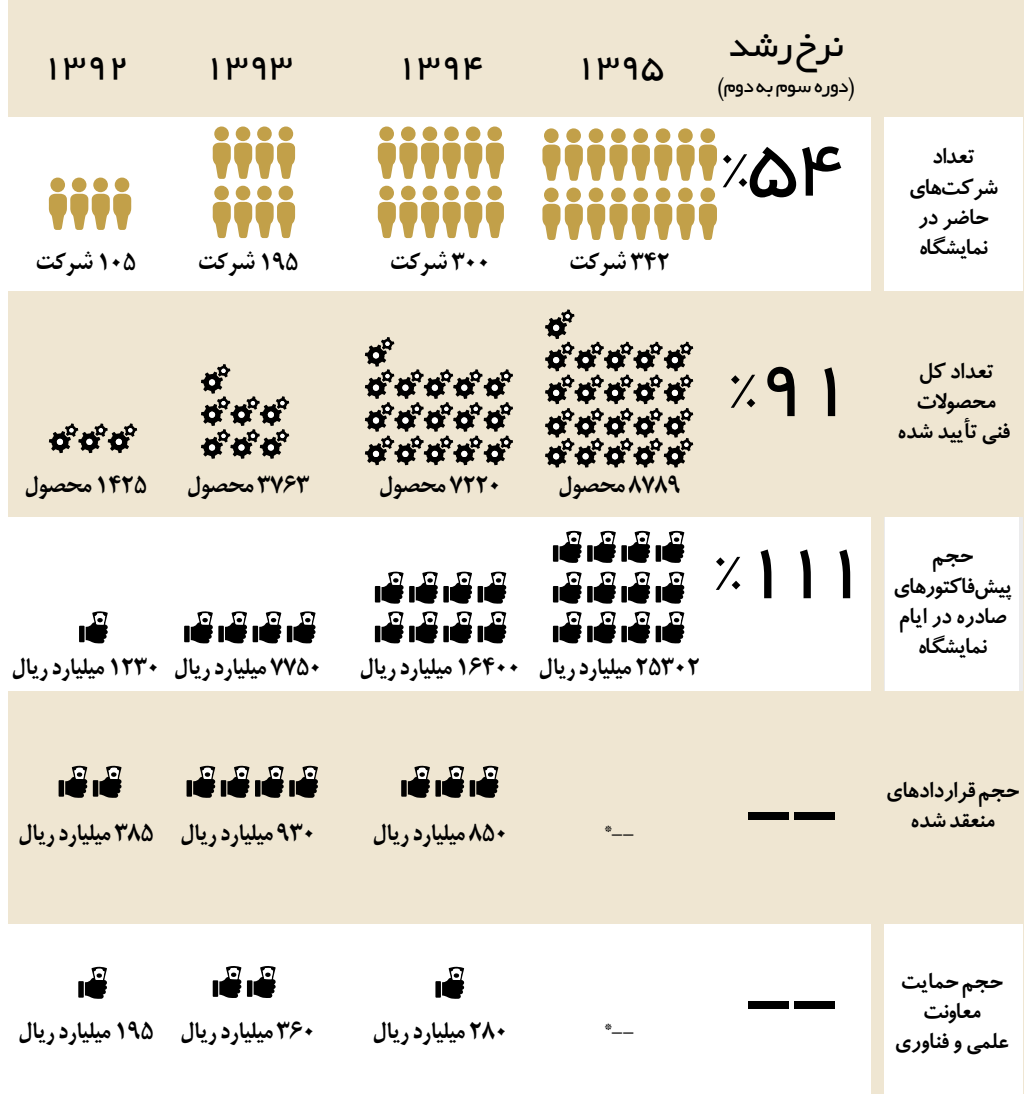 نرخ رشد
(دوره سوم به دوم)
۱۳۹۵
۱۳۹۴
۱۳۹۳
۱۳۹۲
تعداد
شرکت‌های
حاضر در
نمایشگاه
٪۵۴
۳۴۲ شرکت
۳۰۰ شرکت
۱۹۵ شرکت
۱۰۵ شرکت
تعداد کل
محصولات
فنی تأیید شده
٪۹۱
۸۷۸۹ محصول
۷۲۲۰ محصول
۳۷۶۳ محصول
۱۴۲۵ محصول
حجم
پیش‌فاکتورهای
صادره در ایام
نمایشگاه
٪۱۱۱
۲۵۳۰۲ میلیارد ریال
۱۶۴۰۰ میلیارد ریال
۷۷۵۰ میلیارد ریال
۱۲۳۰ میلیارد ریال
حجم قراردادهای
منعقد شده
——
__*
۸۵۰ میلیارد ریال
۹۳۰ میلیارد ریال
۳۸۵ میلیارد ریال
حجم حمایت
معاونت
علمی و فناوری
——
__*
۲۸۰ میلیارد ریال
۳۶۰ میلیارد ریال
۱۹۵ میلیارد ریال